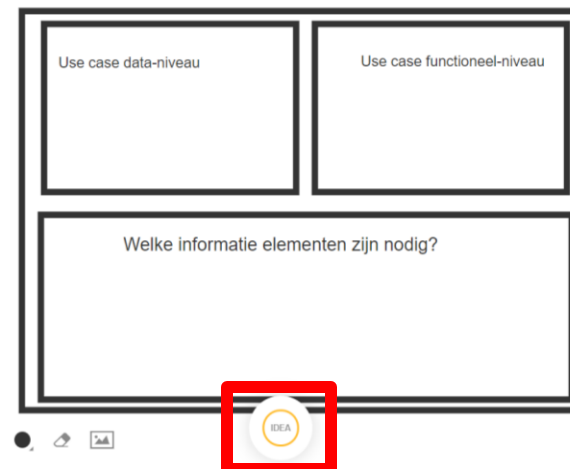 Use case data-niveau
Use case functioneel-niveau
Welke informatie elementen zijn nodig?
IDEA